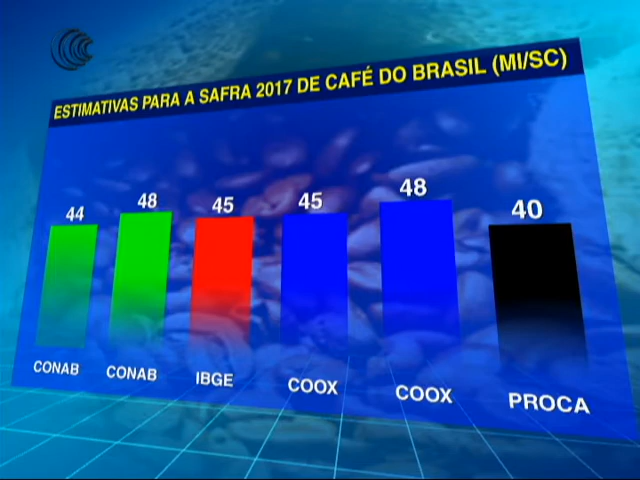 ESTIMATIVAS PARA A SAFRA 2017 DE CAFÉ DO BRASIL (MI/SC)
44 48 45 45 48 40
CONAB CONAB IBGE COOX COOX PROCA